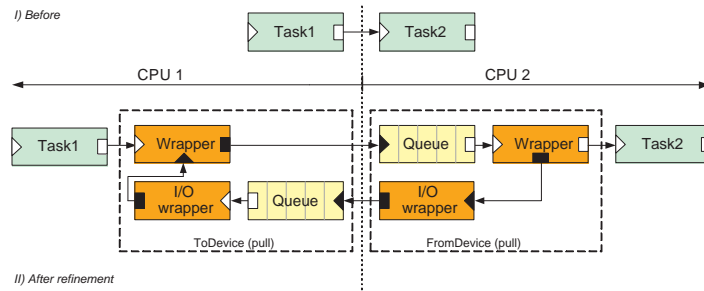 I) Before
Task1
Task2
CPU 1
CPU 2
Task1
Wrapper
Queue
Wrapper
Task2
I/O
wrapper
Queue
I/O
wrapper
ToDevice (pull)
FromDevice (pull)
II) After refinement